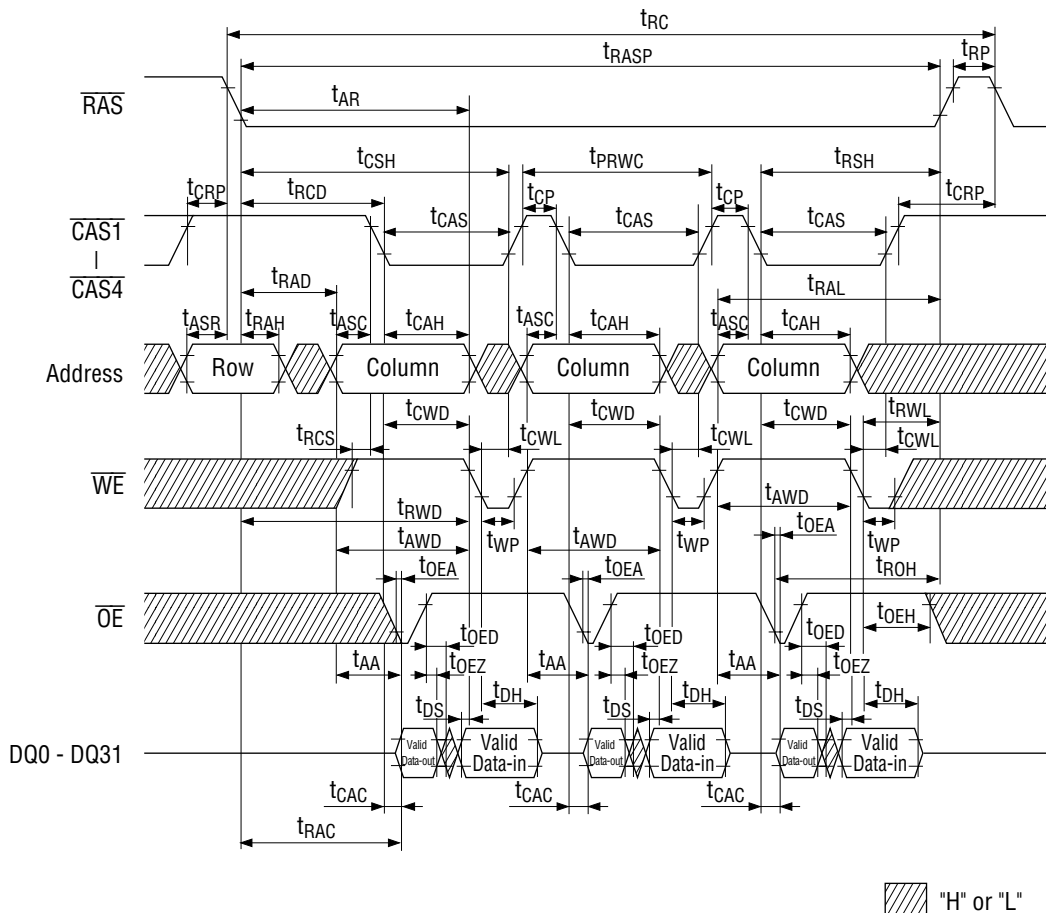 tRC
tRASP
tRP
RAS
tAR
tCSH
tPRWC
tRSH
tCRP
tRCD
tCP
tCP
tCRP
CAS1
|
CAS4
tCAS
tCAS
tCAS
tRAD
tRAL
tASR
tRAH
tASC
tCAH
tASC
tCAH
tASC
tCAH
Address
Row
Column
Column
Column
tCWD
tCWD
tCWD
tRWL
tRCS
tCWL
tCWL
tCWL
WE
tRWD
tAWD
tWP
tAWD
tWP
tAWD
tWP
tOEA
tOEA
tOEA
tROH
OE
tOED
tOED
tOED
tOEH
tAA
tOEZ
tAA
tOEZ
tAA
tOEZ
tDS
tDH
tDS
tDH
tDS
tDH
DQ0 - DQ31
Valid
Data-out
Valid
Data-in
Valid
Data-out
Valid
Data-in
Valid
Data-out
Valid
Data-in
tCAC
tCAC
tCAC
tRAC
"H" or "L"